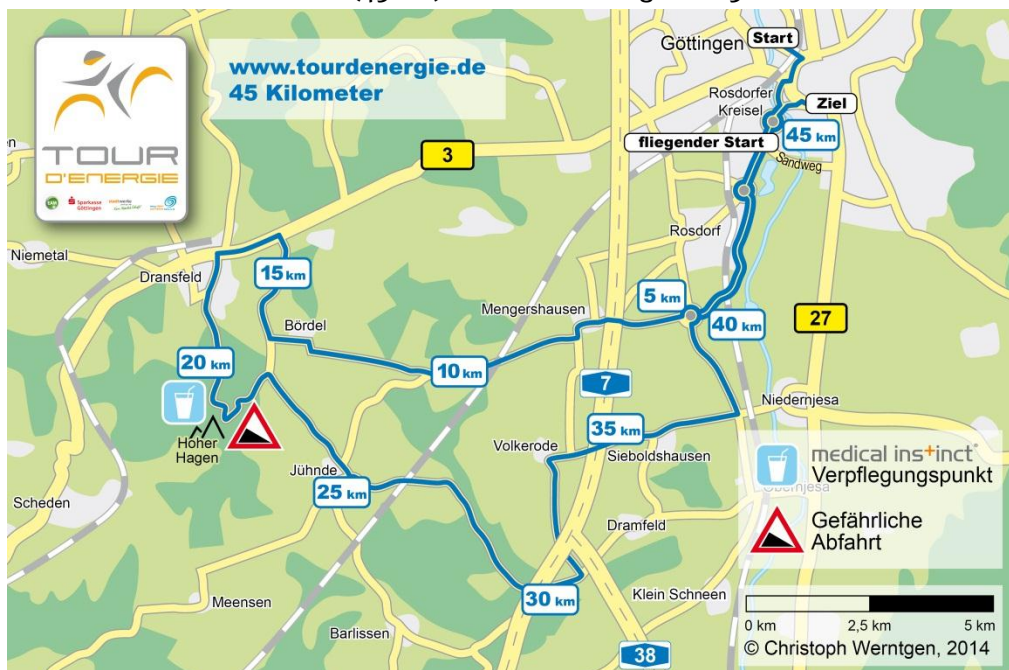 TOUR
D'ENERGIE
Sparkasse
Göttingen
www.tourdenergie.de
45 Kilometer
Göttingen
Start
Rosdorfer
Kreisel
Ziel
45 km
fliegender Start
Sandweg
3
Rosdorf
Niemetal
Dransfeld
15 km
5 km
Mengershausen
40 km
27
Bördel
20 km
10 km
7
Niedernjesa
Hoher
Hagen
35 km
Volkerode
Sieboldshausen
Jühnde
25 km
medical ins+inct
Verpflegungspunkt
Scheden
Obernjesa
Dramfeld
Gefährliche
Abfahrt
30 km
Klein Schneen
Meensen
Barlissen
38
0 km 2,5 km 5 km
© Christoph Werntgen, 2014